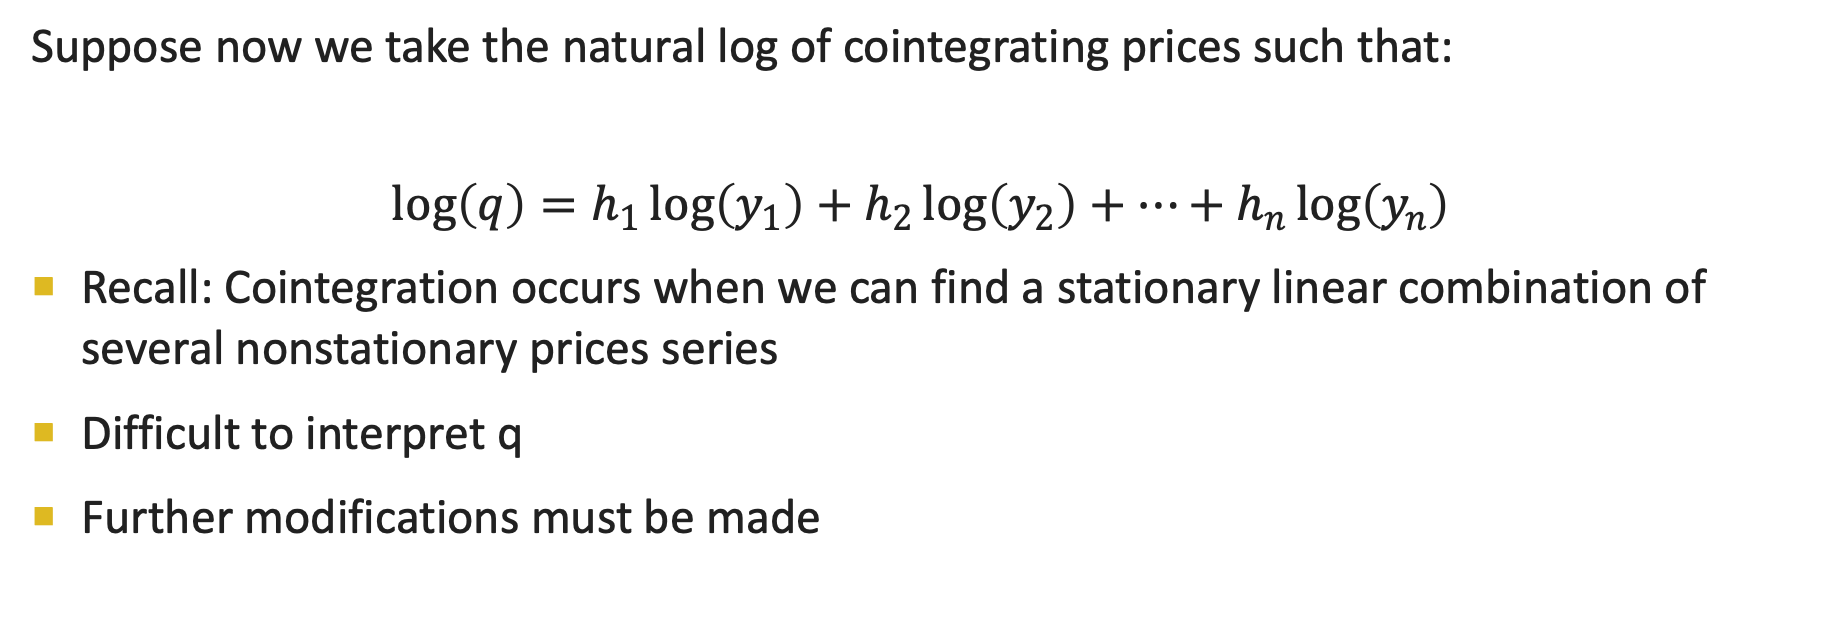 Suppose now we take the natural log of cointegrating prices such that:
log(q) = h₁ log(y₁) + h₂ log(y₂) + ⋯ + hₙ log(yₙ)
▪ Recall: Cointegration occurs when we can find a stationary linear combination of
several nonstationary prices series
▪ Difficult to interpret q
▪ Further modifications must be made